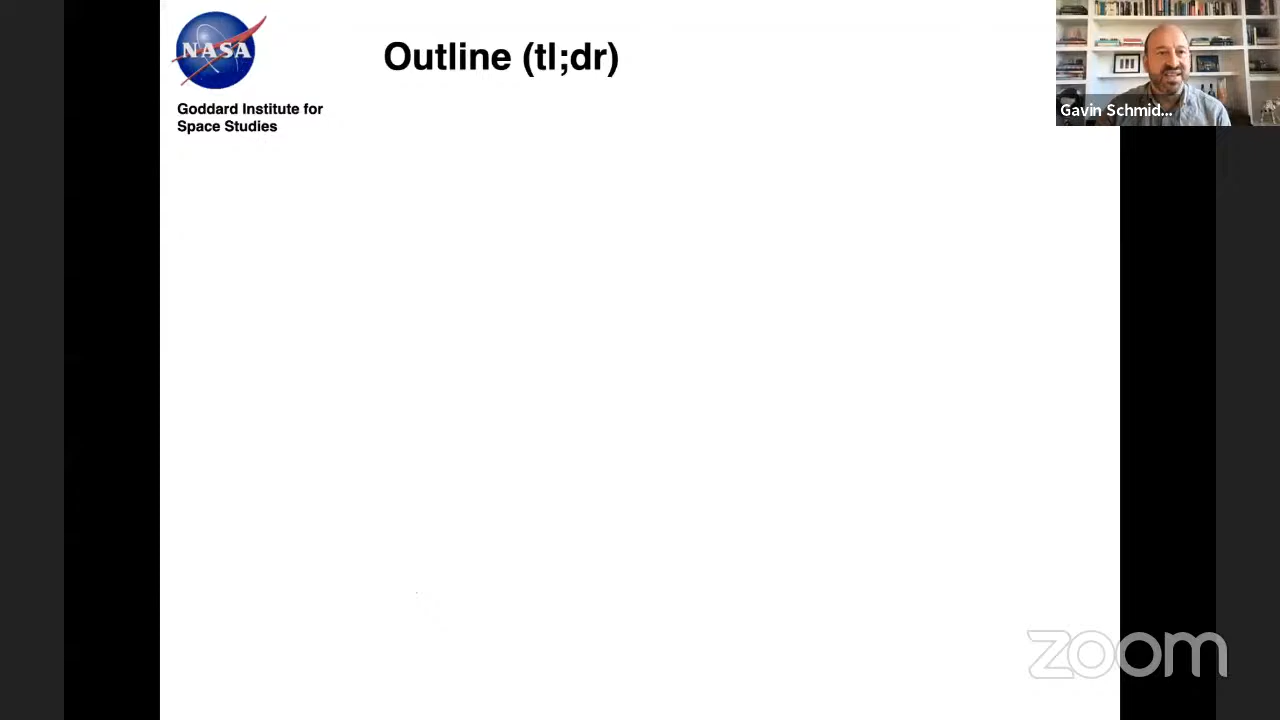 NASA
Outline (tl;dr)
Goddard Institute for
Space Studies
Gavin Schmid...
zoom